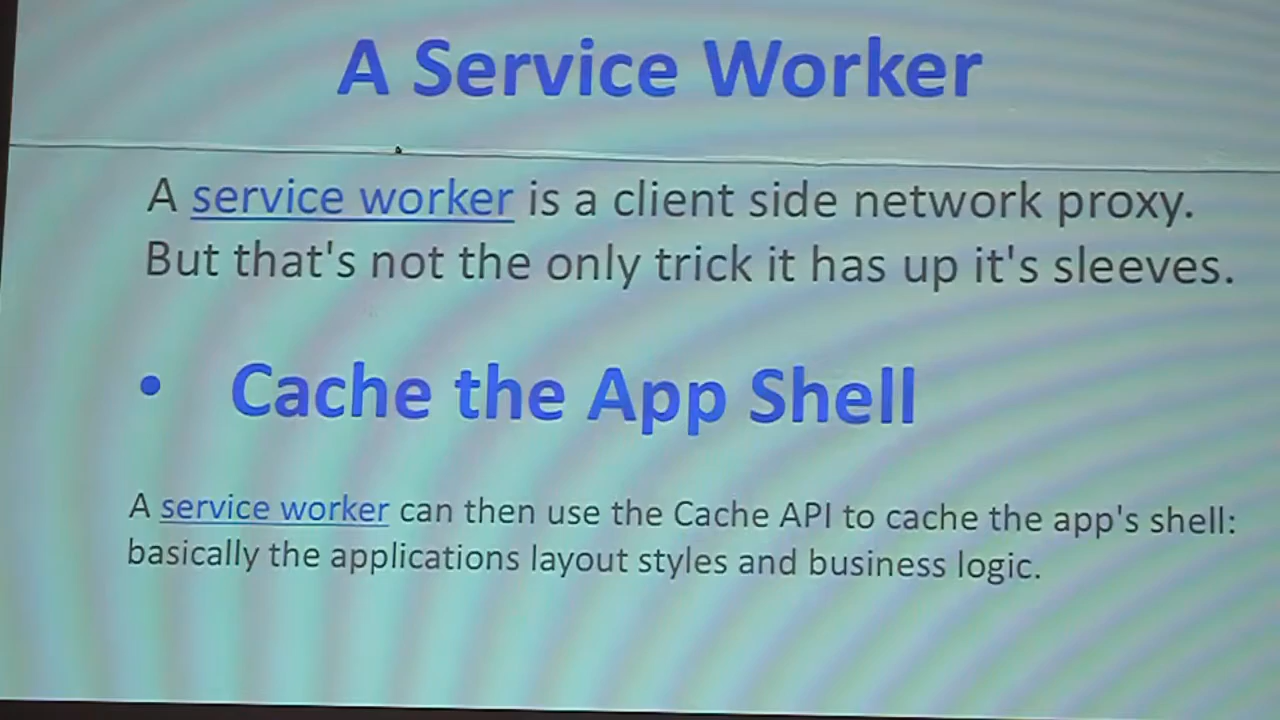 A Service Worker
A service worker is a client side network proxy.
But that's not the only trick it has up it's sleeves.
• Cache the App Shell
A service worker can then use the Cache API to cache the app's shell:
basically the applications layout styles and business logic.